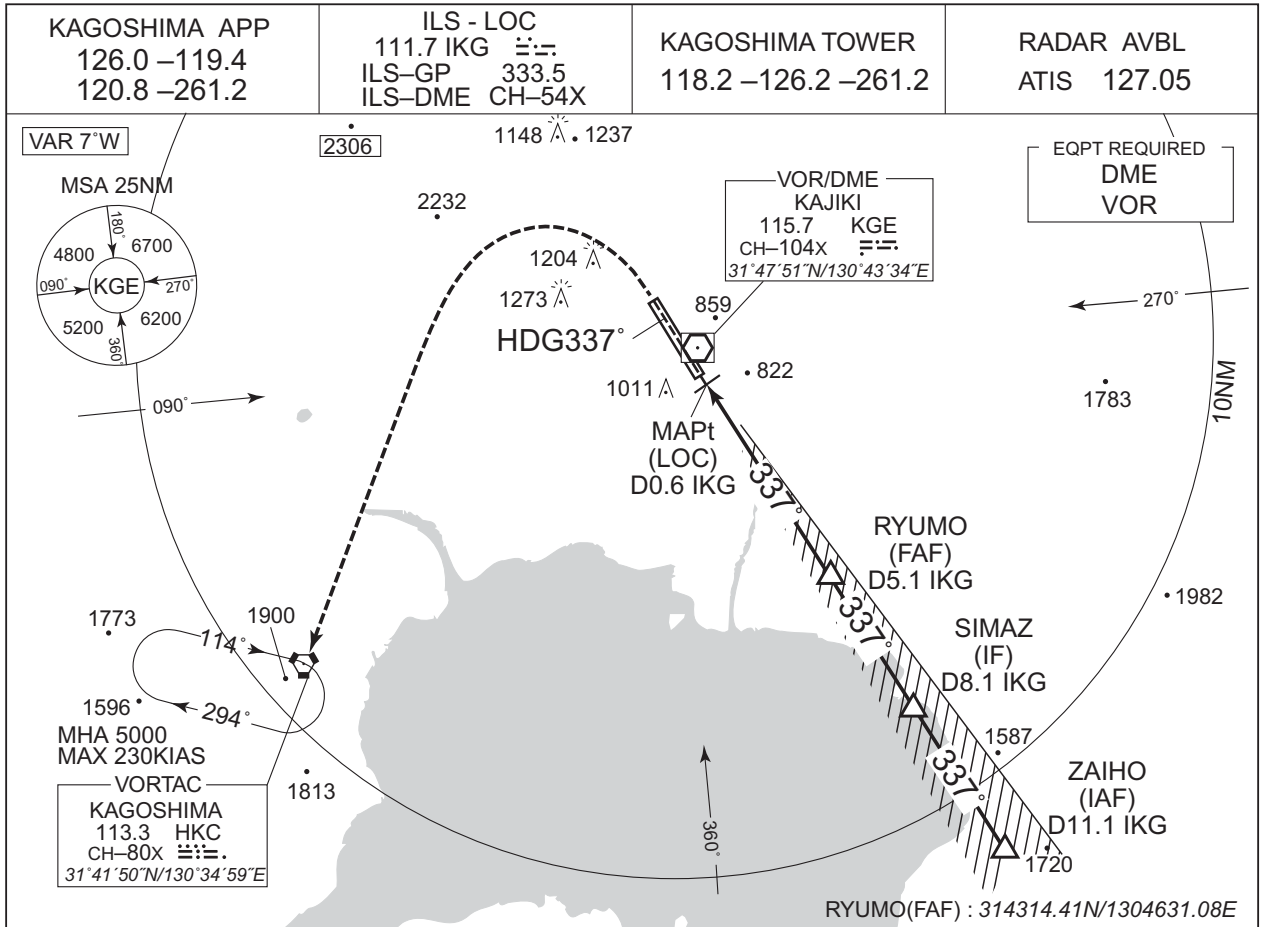 KAGOSHIMA APP
126.0 –119.4
120.8 –261.2
ILS - LOC
111.7 IKG
ILS–GP 333.5
ILS–DME CH–54X
KAGOSHIMA TOWER
118.2 –126.2 –261.2
RADAR AVBL
ATIS 127.05
VAR 7˚W
2306
1148
1237
EQPT REQUIRED
DME
VOR
MSA 25NM
180˚
4800
6700
090˚
KGE
270˚
5200
6200
360˚
2232
VOR/DME
KAJIKI
115.7 KGE
CH–104X
31˚47´51˝N/130˚43´34˝E
1204
1273
859
HDG337˚
270˚
1011
822
1783
10NM
090˚
MAPt
(LOC)
D0.6 IKG
337˚
RYUMO
(FAF)
D5.1 IKG
1982
337˚
SIMAZ
(IF)
D8.1 IKG
1773
1900
114˚
1596
294˚
MHA 5000
MAX 230KIAS
1587
337˚
ZAIHO
(IAF)
D11.1 IKG
1813
VORTAC
KAGOSHIMA
113.3 HKC
CH–80X
31˚41´50˝N/130˚34´59˝E
360˚
1720
RYUMO(FAF) : 314314.41N/1304631.08E